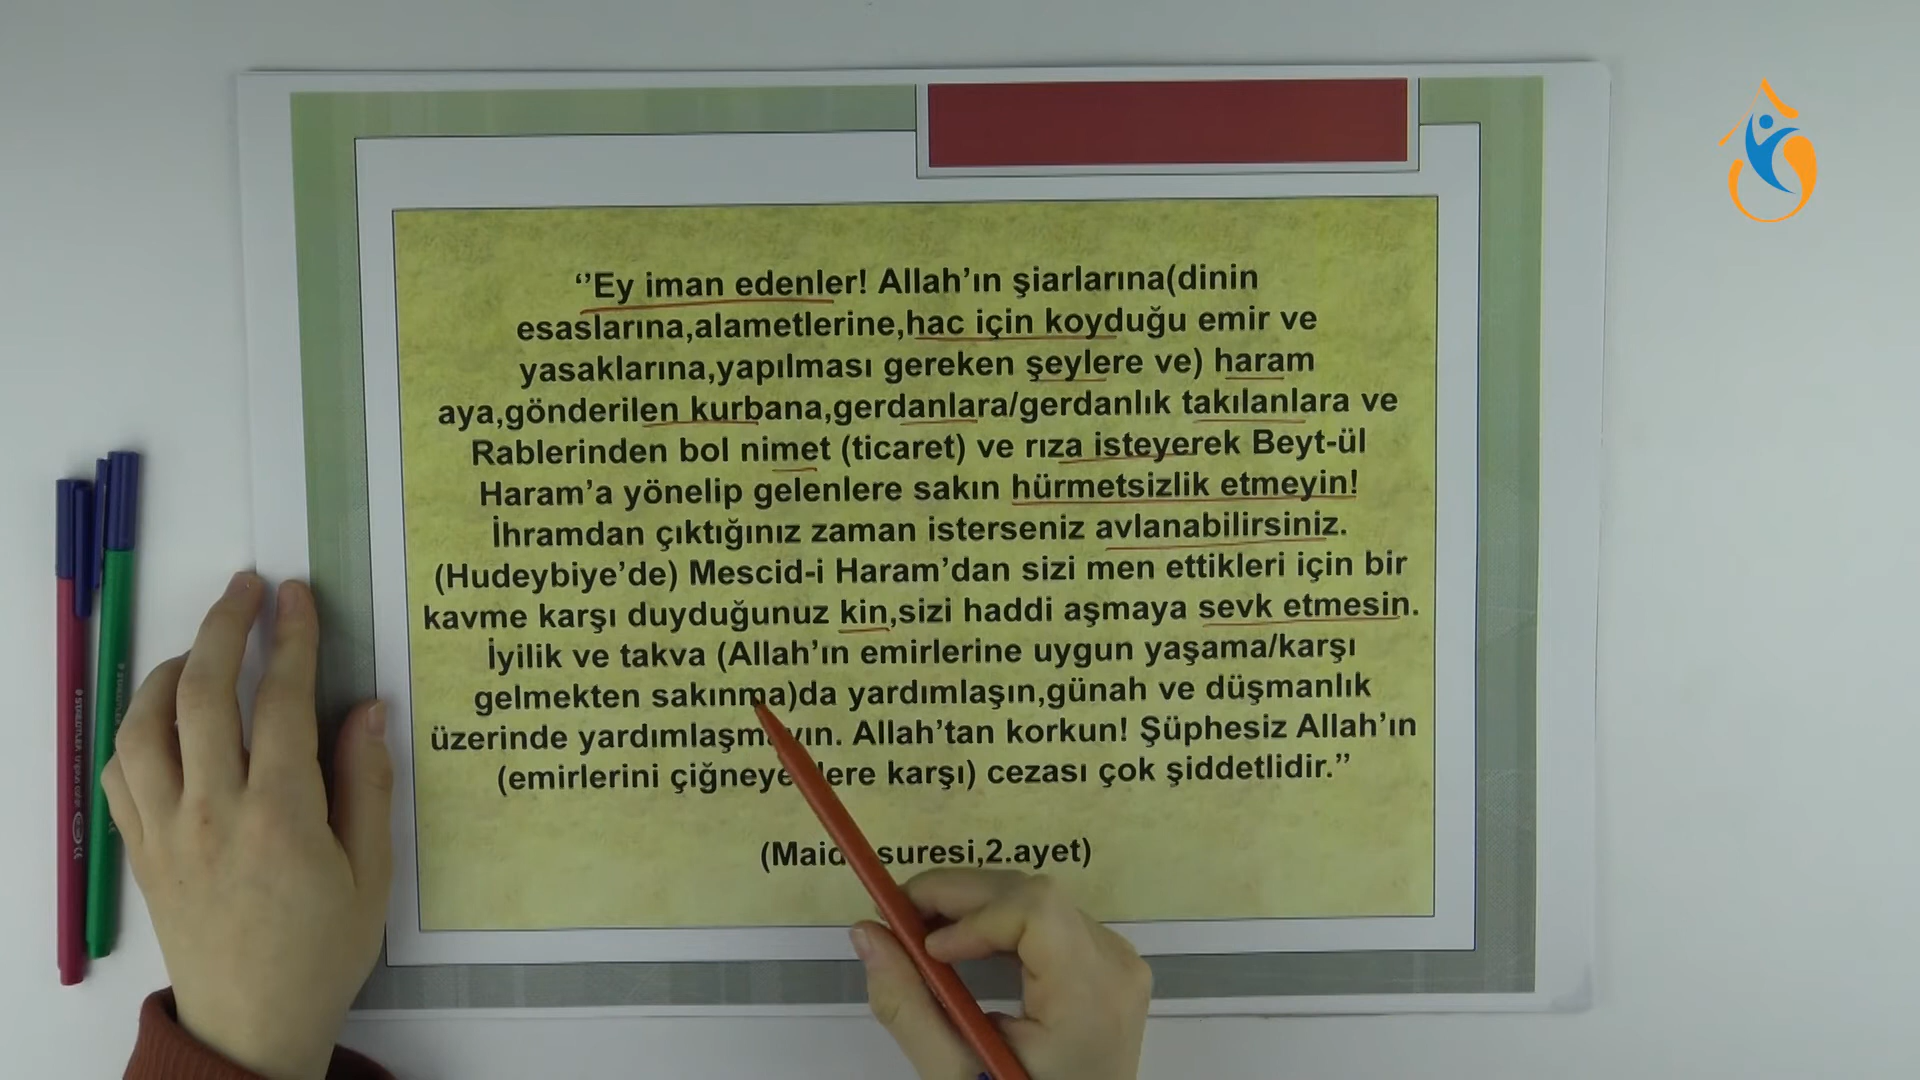 ‘’Ey iman edenler! Allah’ın şiarlarına(dinin
esaslarına,alametlerine,hac için koyduğu emir ve
yasaklarına,yapılması gereken şeylere ve) haram
aya,gönderilen kurbana,gerdanlara/gerdanlık takılanlara ve
Rablerinden bol nimet (ticaret) ve rıza isteyerek Beyt-ül
Haram’a yönelip gelenlere sakın hürmetsizlik etmeyin!
İhramdan çıktığınız zaman isterseniz avlanabilirsiniz.
(Hudeybiye’de) Mescid-i Haram’dan sizi men ettikleri için bir
kavme karşı duyduğunuz kin,sizi haddi aşmaya sevk etmesin.
İyilik ve takva (Allah’ın emirlerine uygun yaşama/karşı
gelmekten sakınma)da yardımlaşın,günah ve düşmanlık
üzerinde yardımlaşmayın. Allah’tan korkun! Şüphesiz Allah’ın
(emirlerini çiğneyenlere karşı) cezası çok şiddetlidir.’’
(Maide suresi,2.ayet)
STAEDTLER